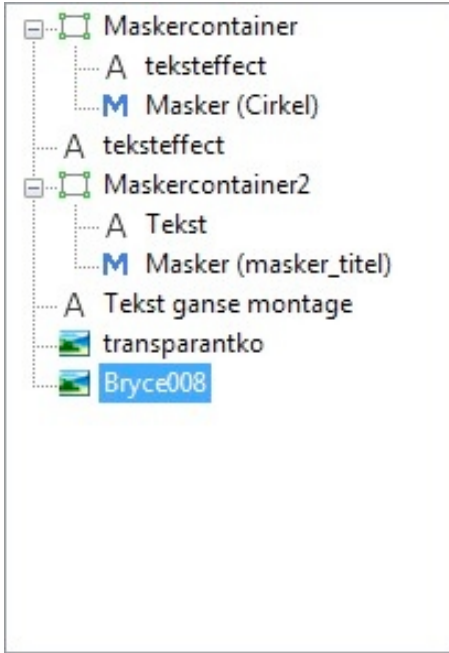 Maskercontainer
A teksteffect
M Masker (Cirkel)
A teksteffect
Maskercontainer2
A Tekst
M Masker (masker_titel)
A Tekst ganse montage
transparantko
Bryce008